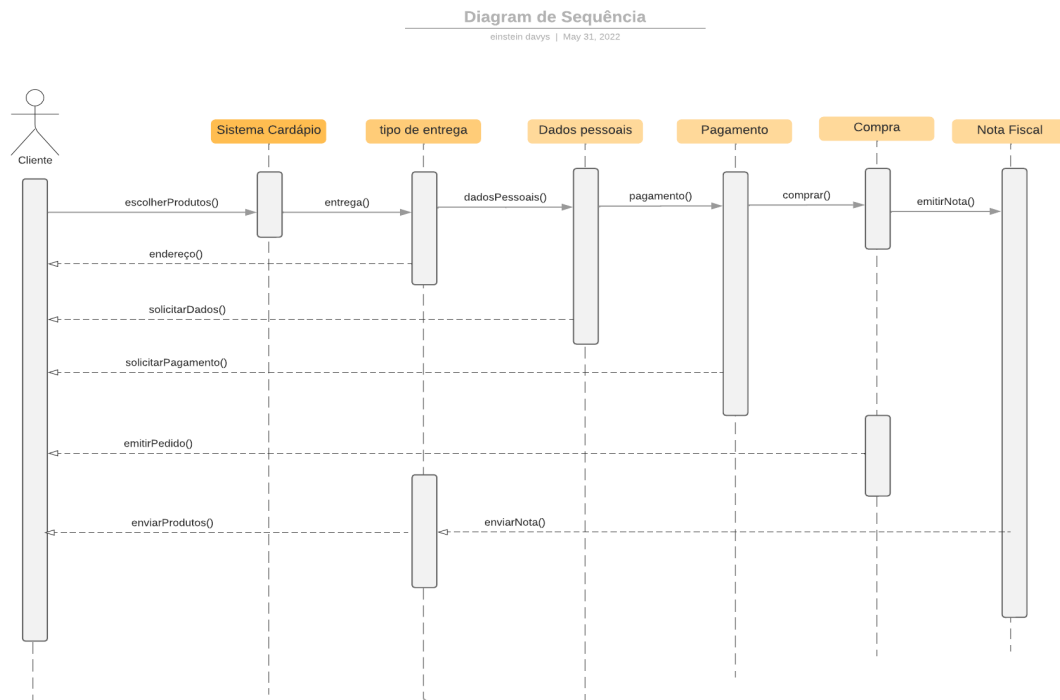 Diagram de Sequência
einstein davys | May 31, 2022
Sistema Cardápio
tipo de entrega
Dados pessoais
Pagamento
Compra
Nota Fiscal
Cliente
escolherProdutos()
entrega()
dadosPessoais()
pagamento()
comprar()
emitirNota()
endereço()
solicitarDados()
solicitarPagamento()
emitirPedido()
enviarProdutos()
enviarNota()